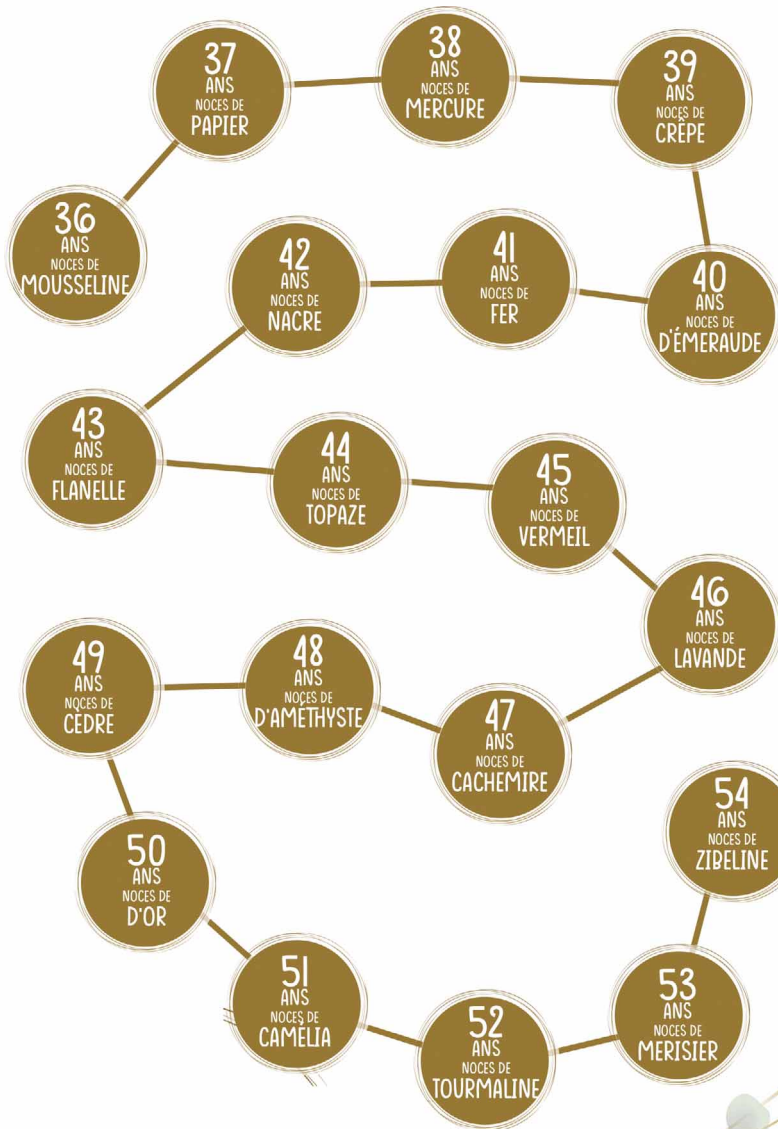 36
ANS
NOCES DE
MOUSSELINE
37
ANS
NOCES DE
PAPIER
38
ANS
NOCES DE
MERCURE
39
ANS
NOCES DE
CRÊPE
40
ANS
NOCES DE
D'ÉMERAUDE
41
ANS
NOCES DE
FER
42
ANS
NOCES DE
NACRE
43
ANS
NOCES DE
FLANELLE
44
ANS
NOCES DE
TOPAZE
45
ANS
NOCES DE
VERMEIL
46
ANS
NOCES DE
LAVANDE
47
ANS
NOCES DE
CACHEMIRE
48
ANS
NOCES DE
D'AMÉTHYSTE
49
ANS
NOCES DE
CÈDRE
50
ANS
NOCES DE
D'OR
51
ANS
NOCES DE
CAMÉLIA
52
ANS
NOCES DE
TOURMALINE
53
ANS
NOCES DE
MERISIER
54
ANS
NOCES DE
ZIBELINE